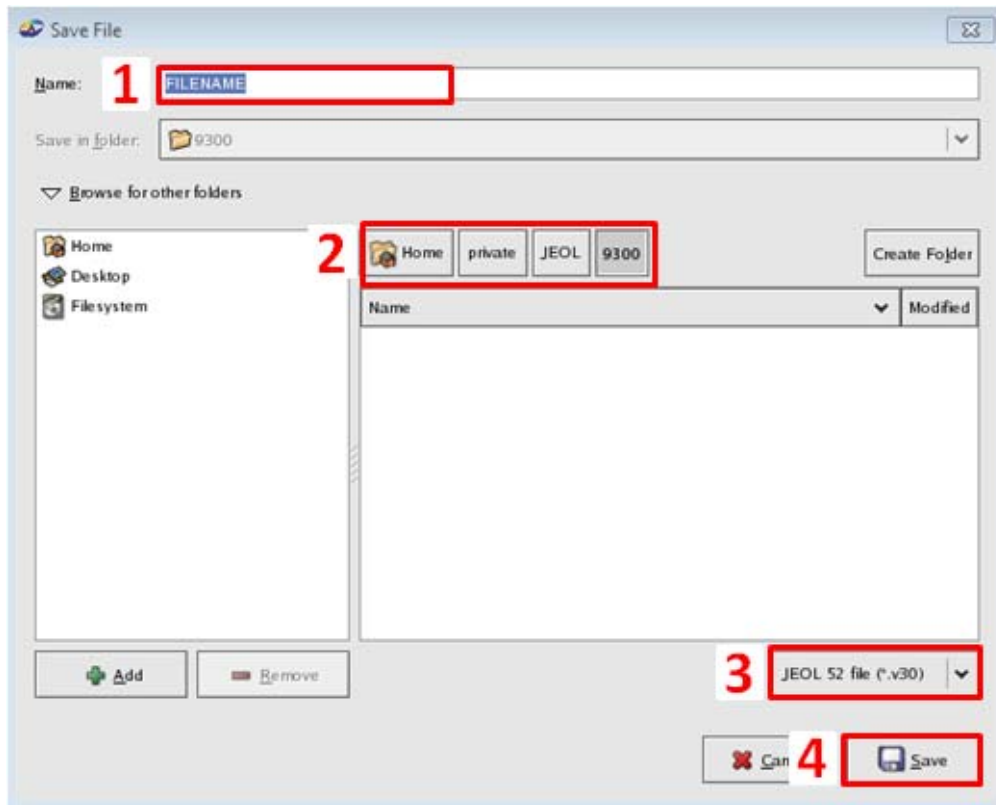 Save File
Name: 1 FILENAME
Save in folder: 9300
Browse for other folders
Home
Desktop
Filesystem
2 Home private JEOL 9300 Create Folder
Name Modified
Add Remove
3 JEOL 52 file (*.v30)
4 Save